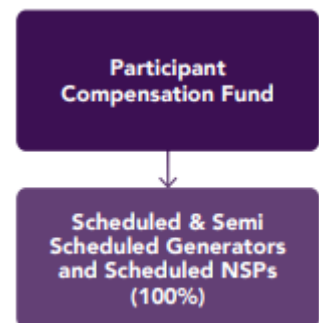 Participant
Compensation Fund
Scheduled & Semi
Scheduled Generators
and Scheduled NSPs
(100%)